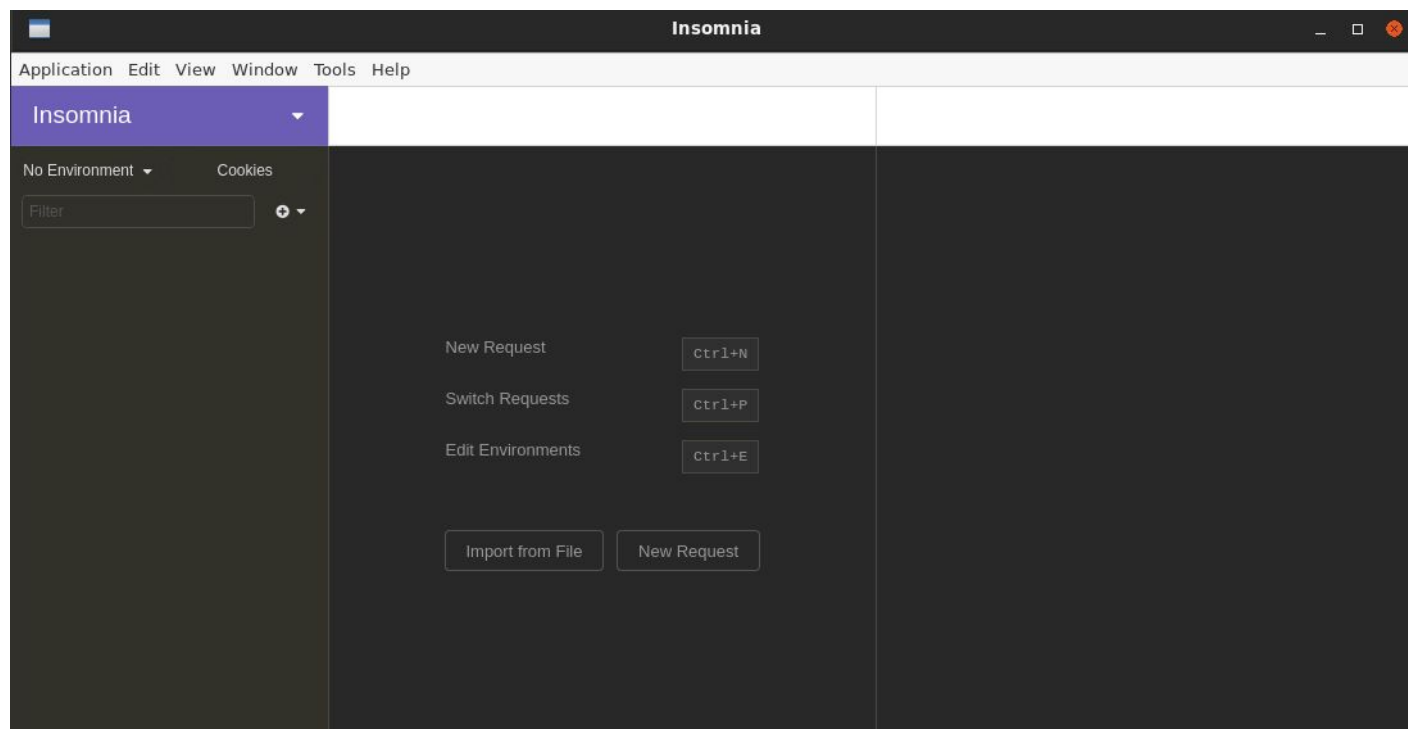 Insomnia
Application Edit View Window Tools Help
Insomnia
No Environment Cookies
Filter
New Request Ctrl+N
Switch Requests Ctrl+P
Edit Environments Ctrl+E
Import from File New Request